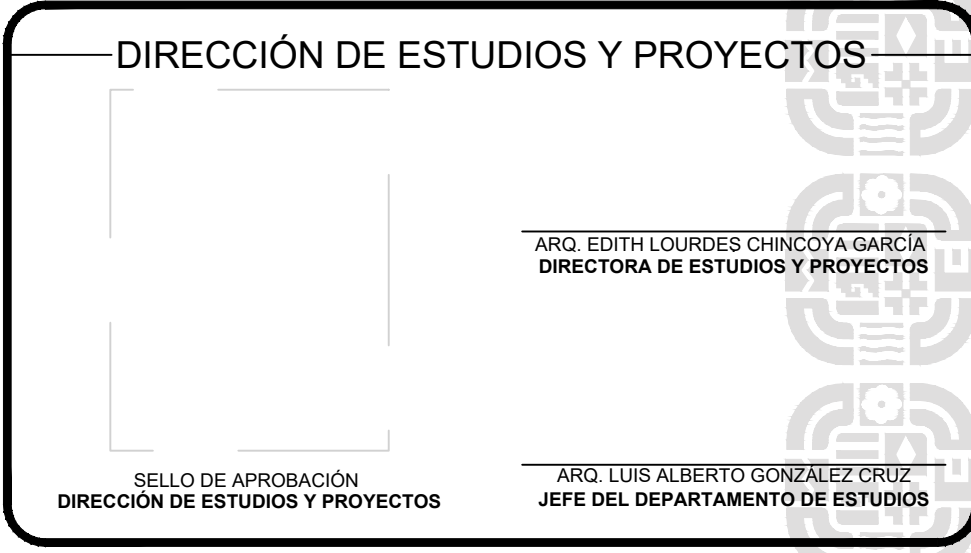 DIRECCIÓN DE ESTUDIOS Y PROYECTOS
ARQ. EDITH LOURDES CHINCOYA GARCÍA
DIRECTORA DE ESTUDIOS Y PROYECTOS
SELLO DE APROBACIÓN
DIRECCIÓN DE ESTUDIOS Y PROYECTOS
ARQ. LUIS ALBERTO GONZÁLEZ CRUZ
JEFE DEL DEPARTAMENTO DE ESTUDIOS